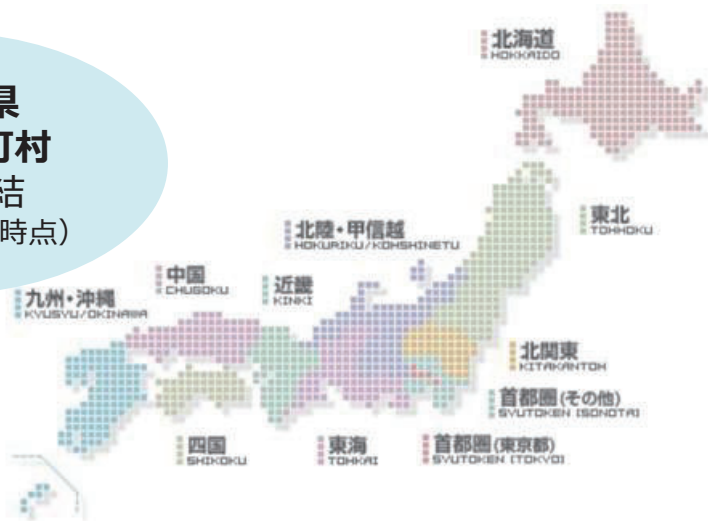 県
町村
結
時点）
北海道
HOKKAIDO
東北
TOHHOKU
北陸・甲信越
HOKURIKU/KOHSHINETU
中国
CHUGOKU
近畿
KINKI
九州・沖縄
KYUSYU/OKINAWA
北関東
KITAKANTOH
首都圏(その他)
SYUTOKEN [SONOTA]
四国
SHIKOKU
東海
TOHKAI
首都圏(東京都)
SYUTOKEN [TOKYO]